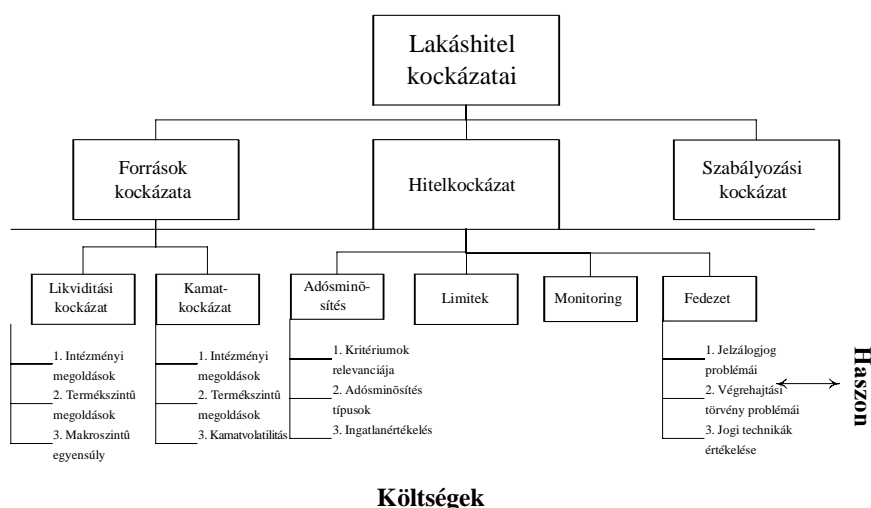 Lakáshitel
kockázatai
Források
kockázata
Hitelkockázat
Szabályozási
kockázat
Likviditási
kockázat
Kamat-
kockázat
Adósminõ-
sítés
Limitek
Monitoring
Fedezet
1. Intézményi
megoldások
2. Termékszintû
megoldások
3. Makroszintû
egyensúly
1. Intézményi
megoldások
2. Termékszintû
megoldások
3. Kamatvolatilitás
1. Kritériumok
relevanciája
2. Adósminõsítés
típusok
3. Ingatlanértékelés
1. Jelzálogjog
problémái
2. Végrehajtási
törvény problémái
3. Jogi technikák
értékelése
Haszon
Költségek